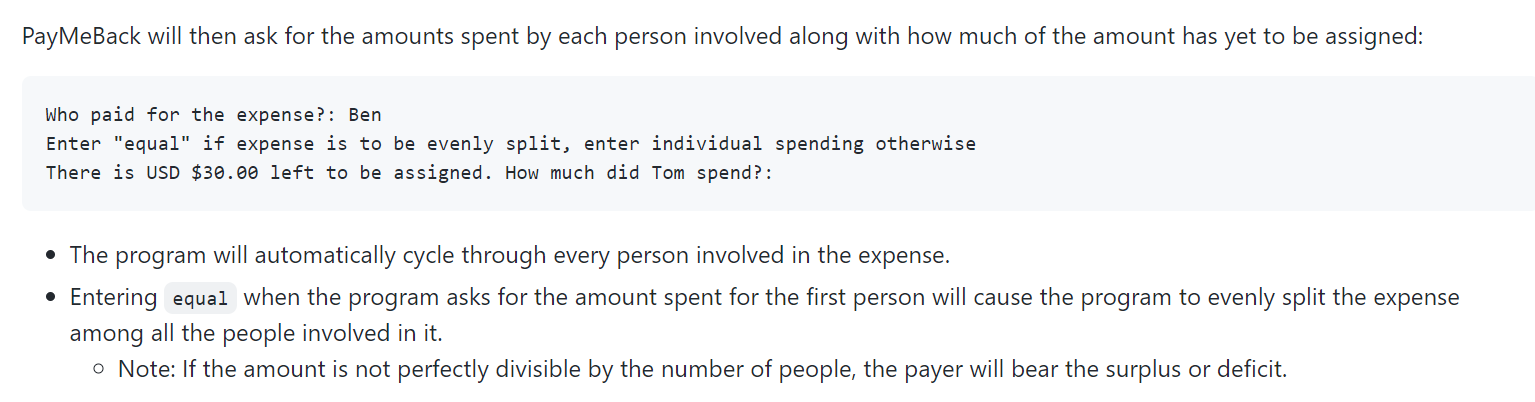 PayMeBack will then ask for the amounts spent by each person involved along with how much of the amount has yet to be assigned:
Who paid for the expense?: Ben
Enter "equal" if expense is to be evenly split, enter individual spending otherwise
There is USD $30.00 left to be assigned. How much did Tom spend?:
• The program will automatically cycle through every person involved in the expense.
• Entering equal when the program asks for the amount spent for the first person will cause the program to evenly split the expense
among all the people involved in it.
○ Note: If the amount is not perfectly divisible by the number of people, the payer will bear the surplus or deficit.